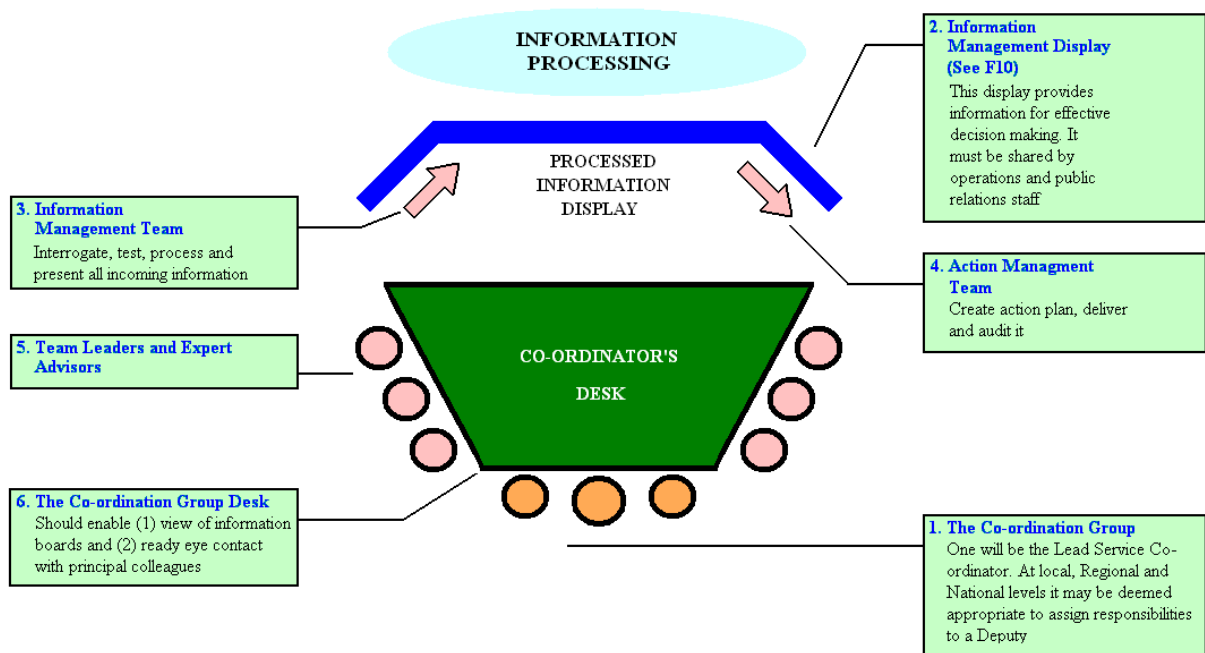 INFORMATION
PROCESSING
2. Information
Management Display
(See F10)
This display provides
information for effective
decision making. It
must be shared by
operations and public
relations staff
PROCESSED
INFORMATION
DISPLAY
3. Information
Management Team
Interrogate, test, process and
present all incoming information
4. Action Managment
Team
Create action plan, deliver
and audit it
5. Team Leaders and Expert
Advisors
CO-ORDINATOR'S
DESK
6. The Co-ordination Group Desk
Should enable (1) view of information
boards and (2) ready eye contact
with principal colleagues
1. The Co-ordination Group
One will be the Lead Service Co-
ordinator. At local, Regional and
National levels it may be deemed
appropriate to assign responsibilities
to a Deputy